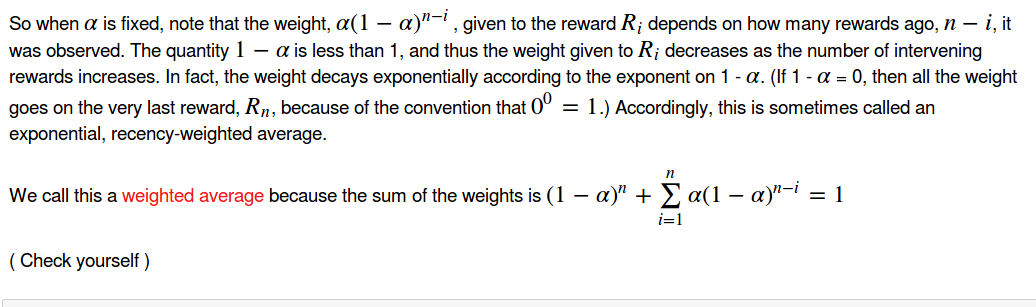 So when α is fixed, note that the weight, α(1 − α)ⁿ⁻ⁱ , given to the reward Rᵢ depends on how many rewards ago, n − i, it
was observed. The quantity 1 − α is less than 1, and thus the weight given to Rᵢ decreases as the number of intervening
rewards increases. In fact, the weight decays exponentially according to the exponent on 1 - α. (If 1 - α = 0, then all the weight
goes on the very last reward, Rₙ, because of the convention that 0⁰ = 1.) Accordingly, this is sometimes called an
exponential, recency-weighted average.
We call this a weighted average because the sum of the weights is (1 − α)ⁿ + ∑ⁿᵢ₌₁ α(1 − α)ⁿ⁻ⁱ = 1
( Check yourself )